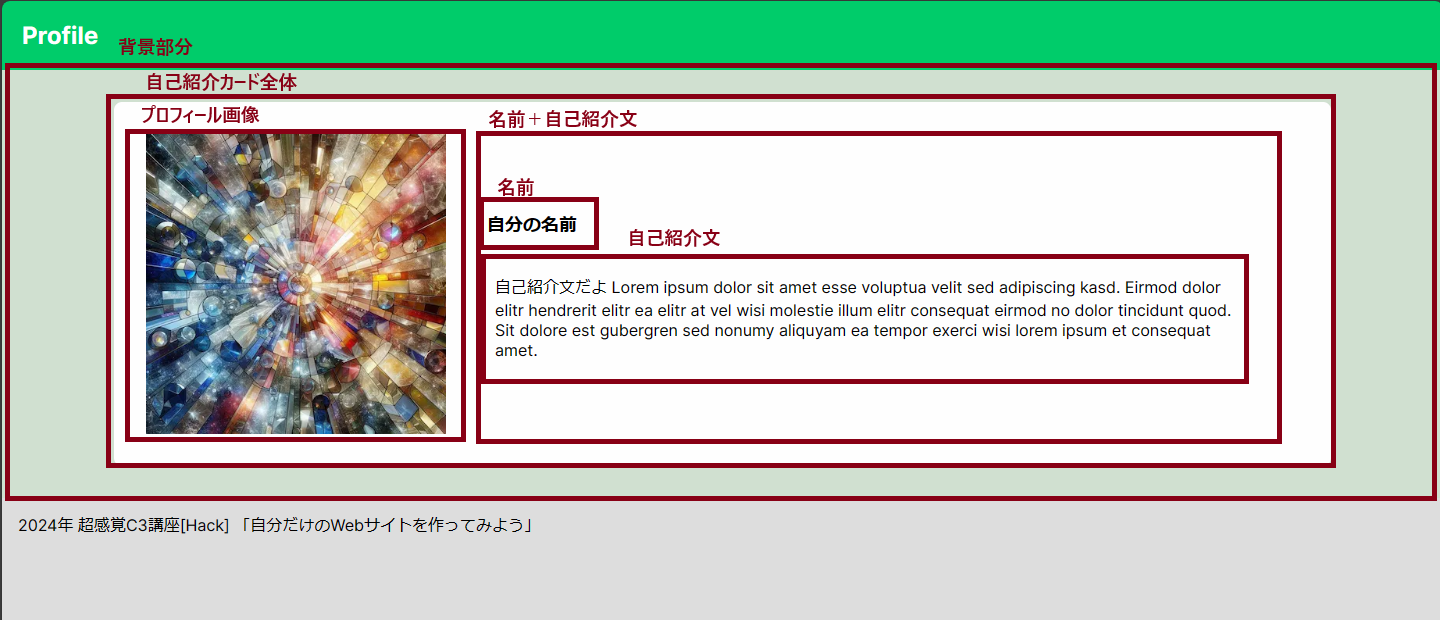 Profile
背景部分
自己紹介カード全体
プロフィール画像
名前＋自己紹介文
名前
自分の名前
自己紹介文
自己紹介文だよ Lorem ipsum dolor sit amet esse voluptua velit sed adipiscing kasd. Eirmod dolor
elitr hendrerit elitr ea elitr at vel wisi molestie illum elitr consequat eirmod no dolor tincidunt quod.
Sit dolore est gubergren sed nonumy aliquyam ea tempor exerci wisi lorem ipsum et consequat
amet.
2024年 超感覚C3講座[Hack] 「自分だけのWebサイトを作ってみよう」